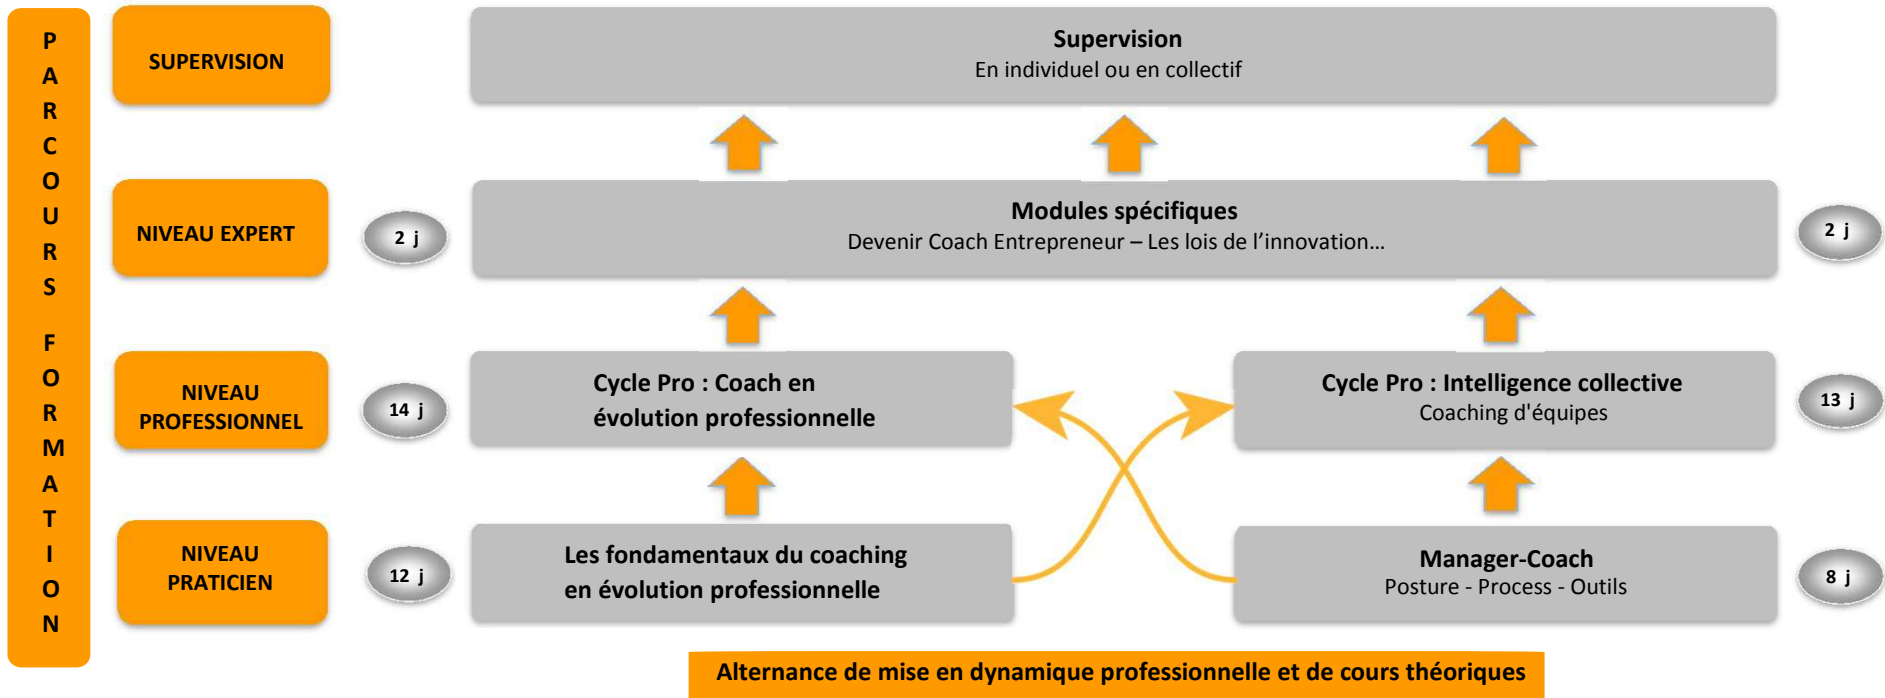 PARCOURS FORMATION
SUPERVISION
Supervision
En individuel ou en collectif
NIVEAU EXPERT
2 j
Modules spécifiques
Devenir Coach Entrepreneur – Les lois de l’innovation…
2 j
NIVEAU
PROFESSIONNEL
14 j
Cycle Pro : Coach en
évolution professionnelle
Cycle Pro : Intelligence collective
Coaching d'équipes
13 j
NIVEAU
PRATICIEN
12 j
Les fondamentaux du coaching
en évolution professionnelle
Manager-Coach
Posture - Process - Outils
8 j
Alternance de mise en dynamique professionnelle et de cours théoriques